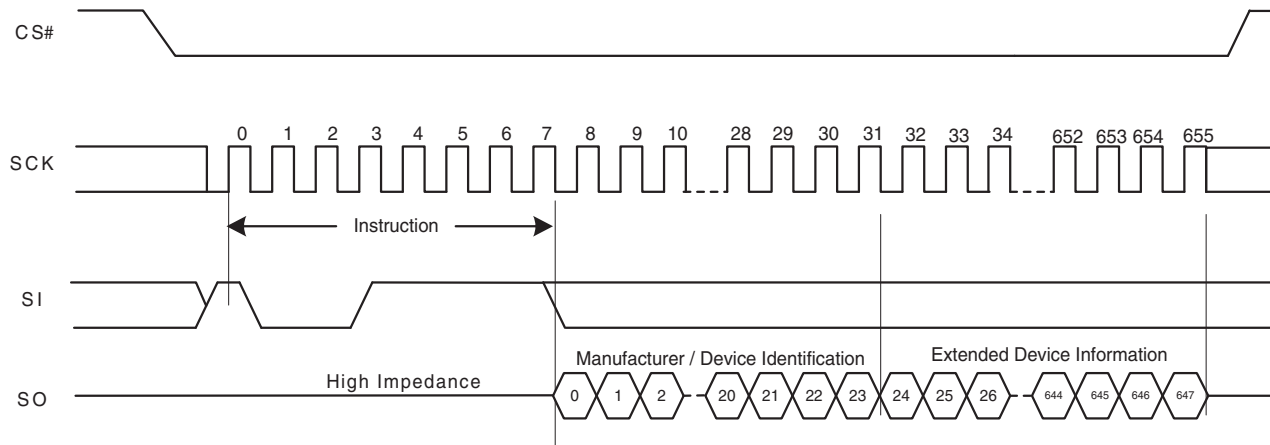 CS#
0 1 2 3 4 5 6 7 8 9 10 28 29 30 31 32 33 34 652 653 654 655
SCK
Instruction
SI
Manufacturer / Device Identification Extended Device Information
High Impedance
SO 0 1 2 20 21 22 23 24 25 26 644 645 646 647